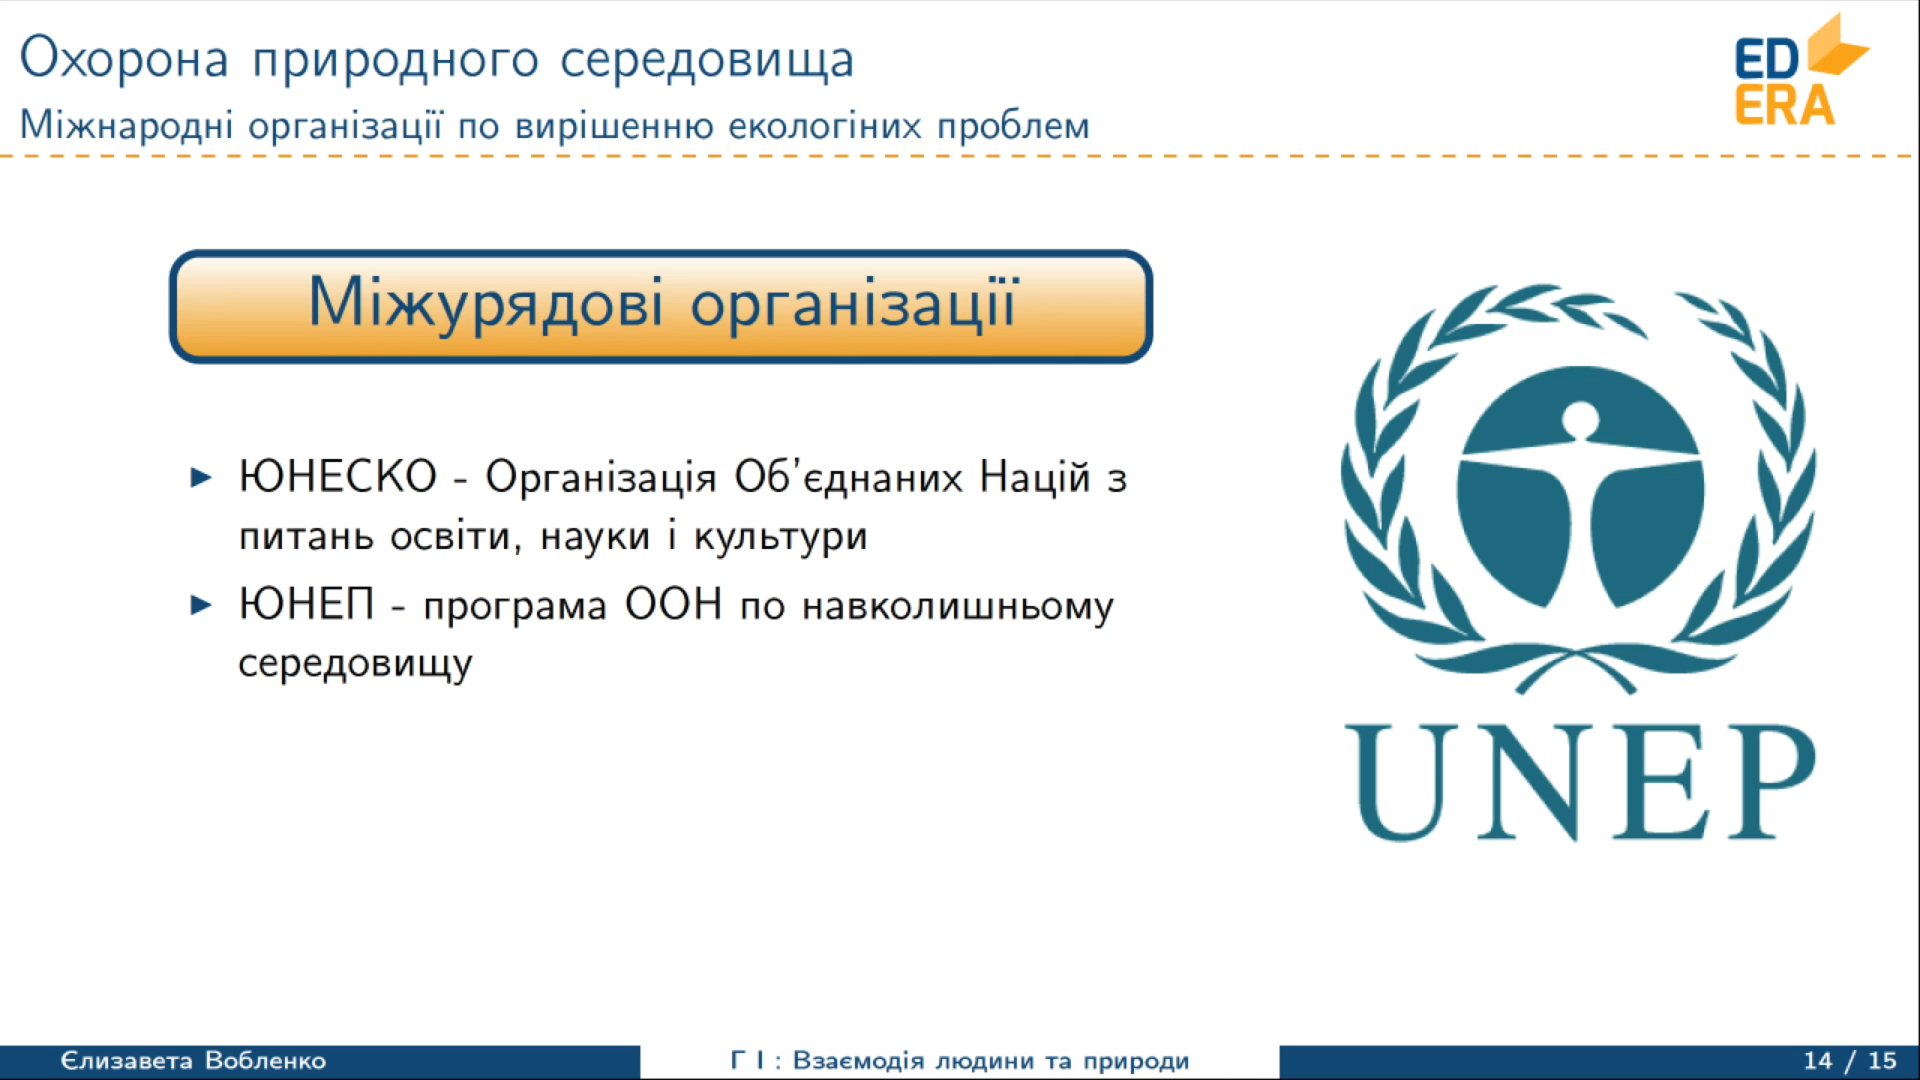 Охорона природного середовища
Міжнародні організації по вирішенню екологіних проблем
ED
ERA
Міжурядові організації
ЮНЕСКО - Організація Об'єднаних Націй з
питань освіти, науки і культури
ЮНЕП - програма ООН по навколишньому
середовищу
UNEP
Єлизавета Вобленко
Г I : Взаємодія людини та природи
14 / 15